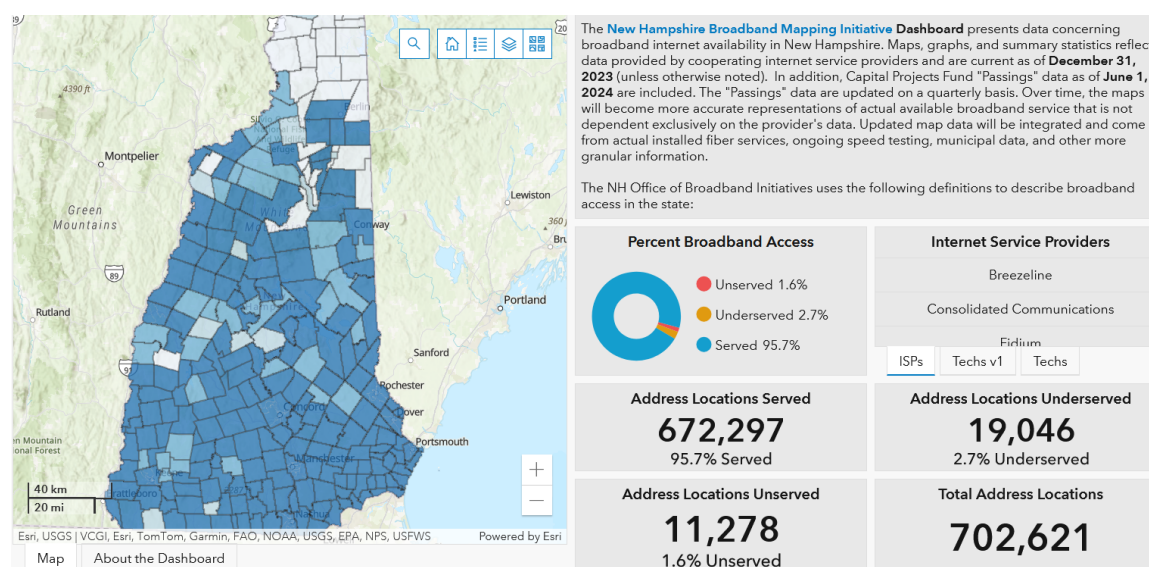 4390 ft
Berlin
Montpelier
Lewiston
Green
Mountains
Conway
360 f
89
Rutland
Portland
Sanford
Rochester
Concord
Dover
Portsmouth
Manchester
Keene
Brattleboro
Nashua
40 km
20 mi
+
−
Esri, USGS | VCGI, Esri, TomTom, Garmin, FAO, NOAA, USGS, EPA, NPS, USFWS
Powered by Esri
Map
About the Dashboard
The New Hampshire Broadband Mapping Initiative Dashboard presents data concerning
broadband internet availability in New Hampshire. Maps, graphs, and summary statistics reflec
data provided by cooperating internet service providers and are current as of December 31,
2023 (unless otherwise noted). In addition, Capital Projects Fund "Passings" data as of June 1,
2024 are included. The "Passings" data are updated on a quarterly basis. Over time, the maps
will become more accurate representations of actual available broadband service that is not
dependent exclusively on the provider's data. Updated map data will be integrated and come
from actual installed fiber services, ongoing speed testing, municipal data, and other more
granular information.
The NH Office of Broadband Initiatives uses the following definitions to describe broadband
access in the state:
Percent Broadband Access
Unserved 1.6%
Underserved 2.7%
Served 95.7%
Internet Service Providers
Breezeline
Consolidated Communications
Fidium
ISPs
Techs v1
Techs
Address Locations Served
672,297
95.7% Served
Address Locations Underserved
19,046
2.7% Underserved
Address Locations Unserved
11,278
1.6% Unserved
Total Address Locations
702,621